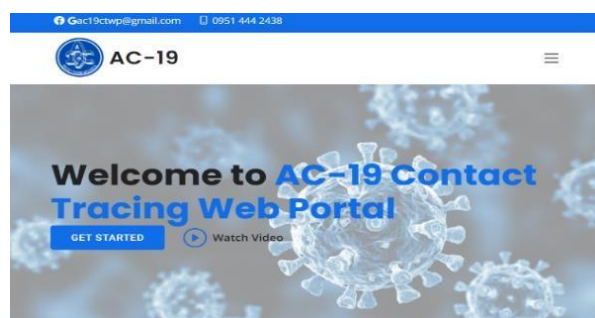 Gac19ctwp@gmail.com 0951 444 2438
AC-19
Welcome to AC-19 Contact
Tracing Web Portal
GET STARTED Watch Video